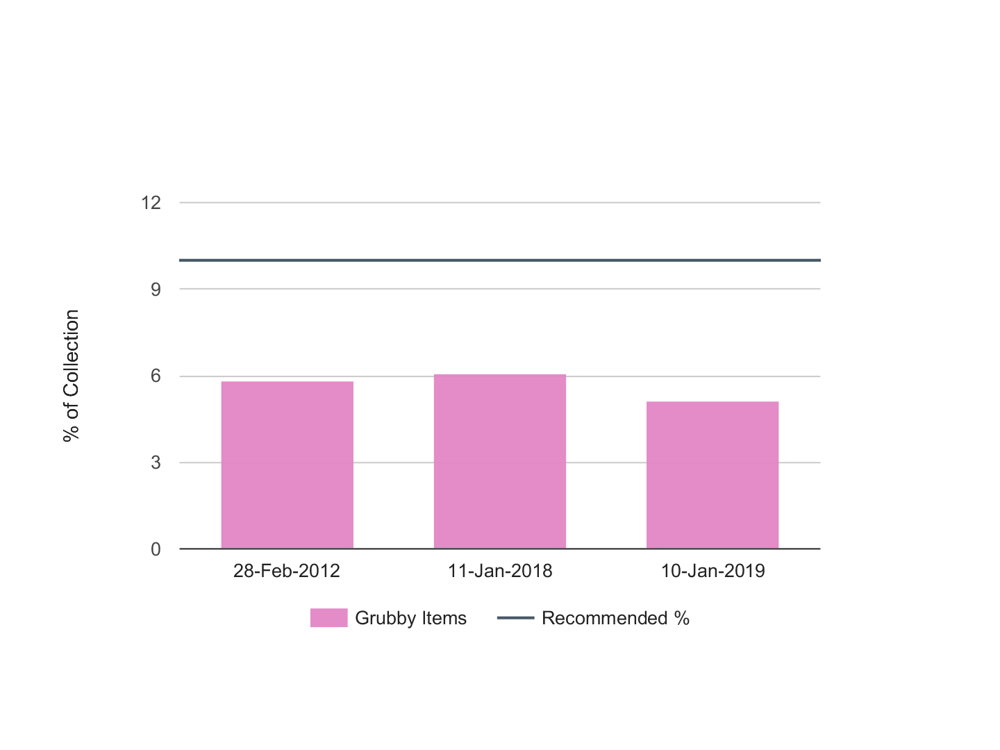 12
9
6
3
0
% of Collection
28-Feb-2012 11-Jan-2018 10-Jan-2019
Grubby Items Recommended %